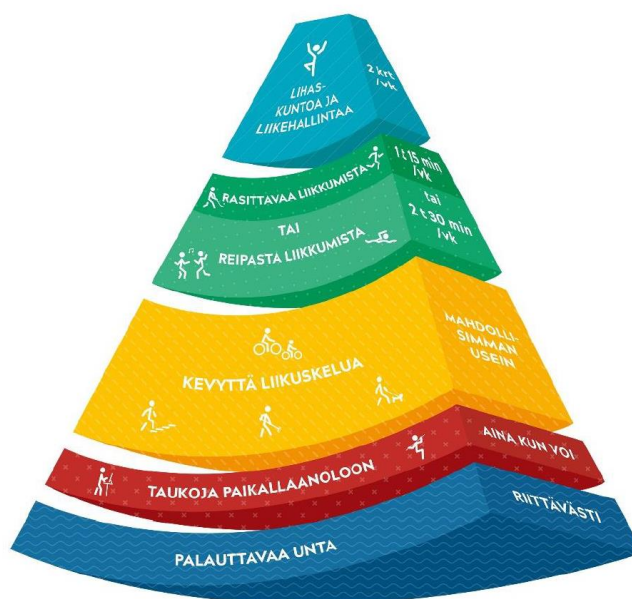 LIHAS-
KUNTOA JA
LIIKEHALLINTAA
2 krt
/vk
RASITTAVAA LIIKKUMISTA
1 t 15 min
/vk
TAI
tai
REIPASTA LIIKKUMISTA
2 t 30 min
/vk
KEVYTTÄ LIIKUSKELUA
MAHDOLLI-
SIMMAN
USEIN
TAUKOJA PAIKALLAANOLOON
AINA KUN VOI
PALAUTTAVAA UNTA
RIITTÄVÄSTI